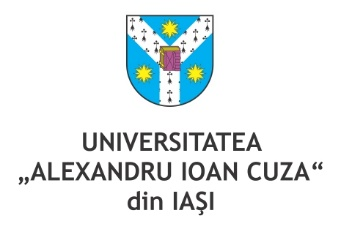 UNIVERSITATEA
„ALEXANDRU IOAN CUZA“
din IAŞI